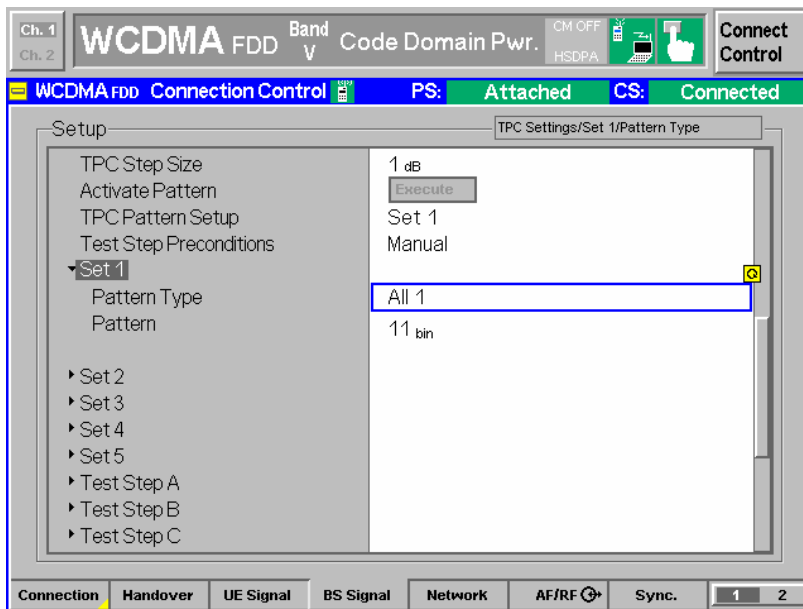 Ch. 1
Ch. 2
WCDMA FDD Band V Code Domain Pwr.
CM OFF
HSDPA
Connect Control
WCDMA FDD Connection Control PS: Attached CS: Connected
Setup TPC Settings/Set 1/Pattern Type
TPC Step Size 1 dB
Activate Pattern Execute
TPC Pattern Setup Set 1
Test Step Preconditions Manual
Set 1
Pattern Type All 1
Pattern 11 bin
Set 2
Set 3
Set 4
Set 5
Test Step A
Test Step B
Test Step C
Connection Handover UE Signal BS Signal Network AF/RF Sync. 1 2